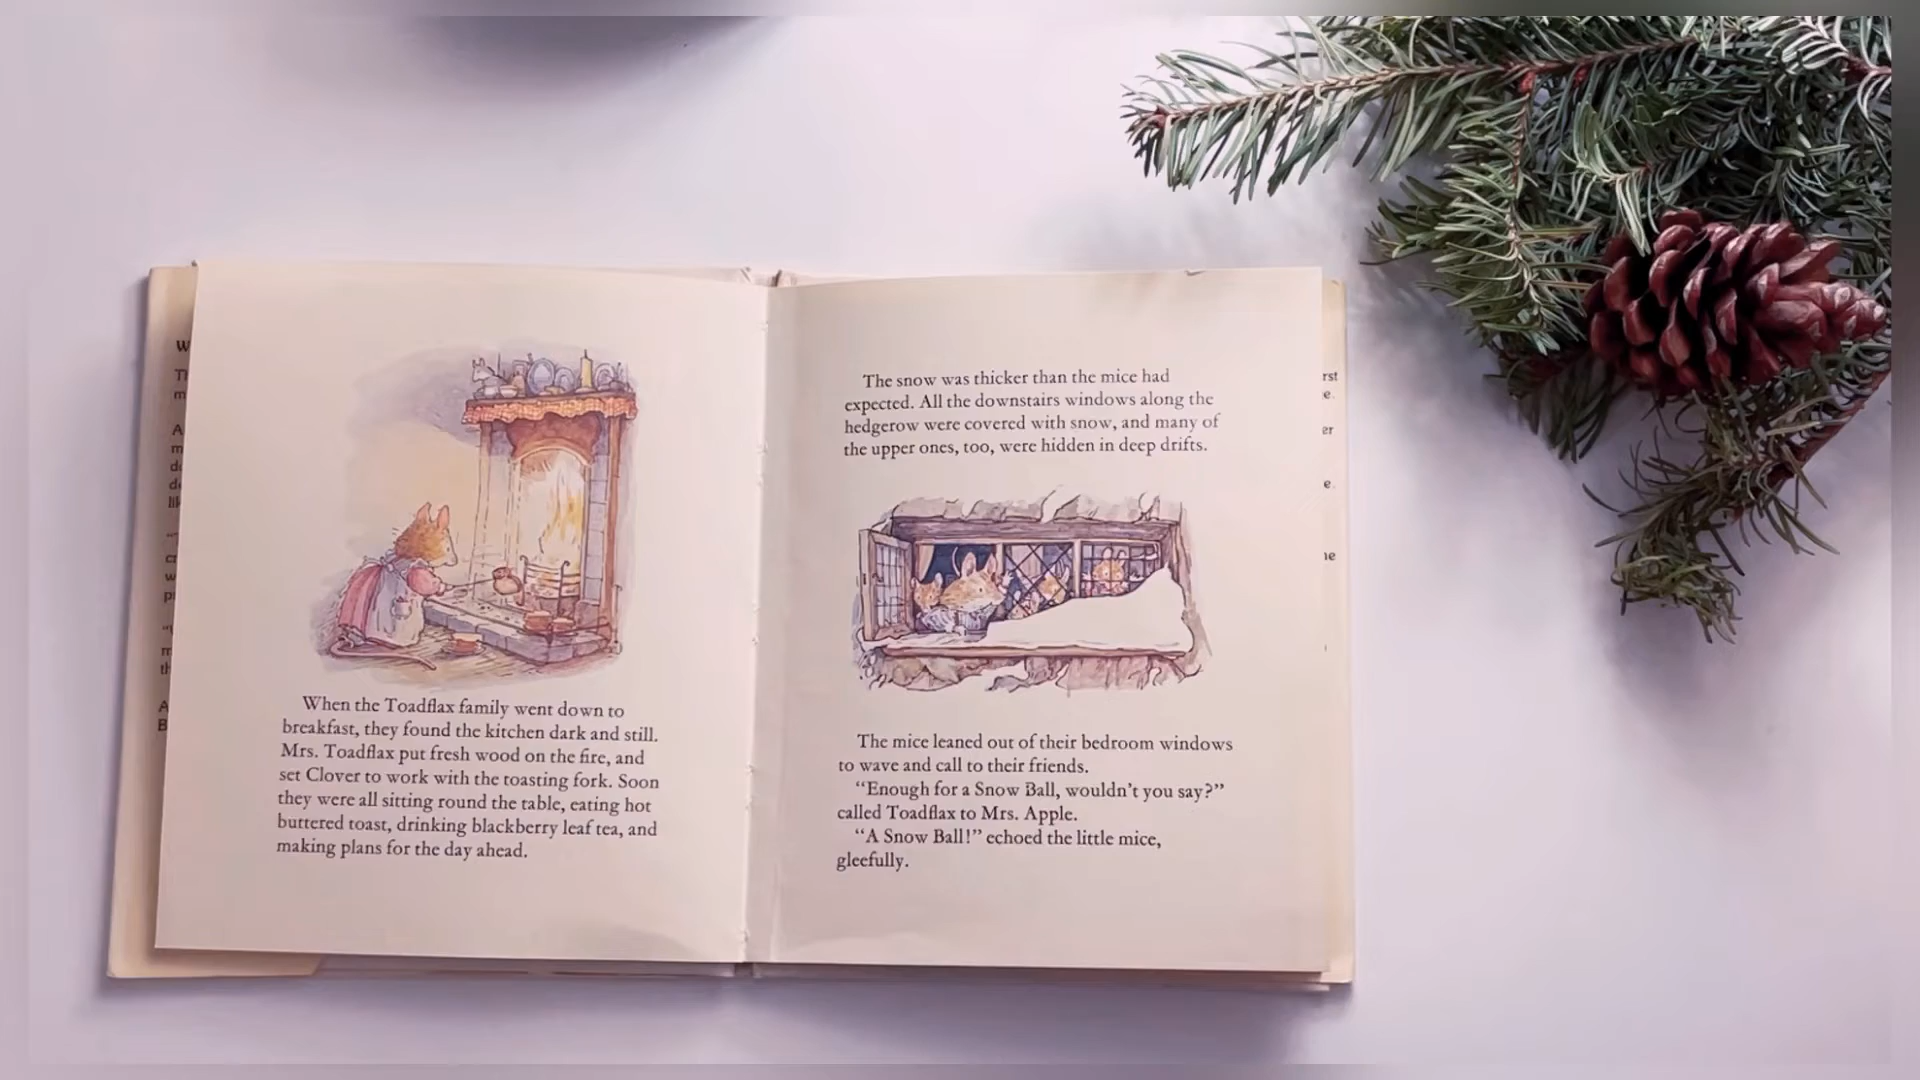 When the Toadflax family went down to
breakfast, they found the kitchen dark and still.
Mrs. Toadflax put fresh wood on the fire, and
set Clover to work with the toasting fork. Soon
they were all sitting round the table, eating hot
buttered toast, drinking blackberry leaf tea, and
making plans for the day ahead.
The snow was thicker than the mice had
expected. All the downstairs windows along the
hedgerow were covered with snow, and many of
the upper ones, too, were hidden in deep drifts.
The mice leaned out of their bedroom windows
to wave and call to their friends.
“Enough for a Snow Ball, wouldn’t you say?”
called Toadflax to Mrs. Apple.
“A Snow Ball!” echoed the little mice,
gleefully.